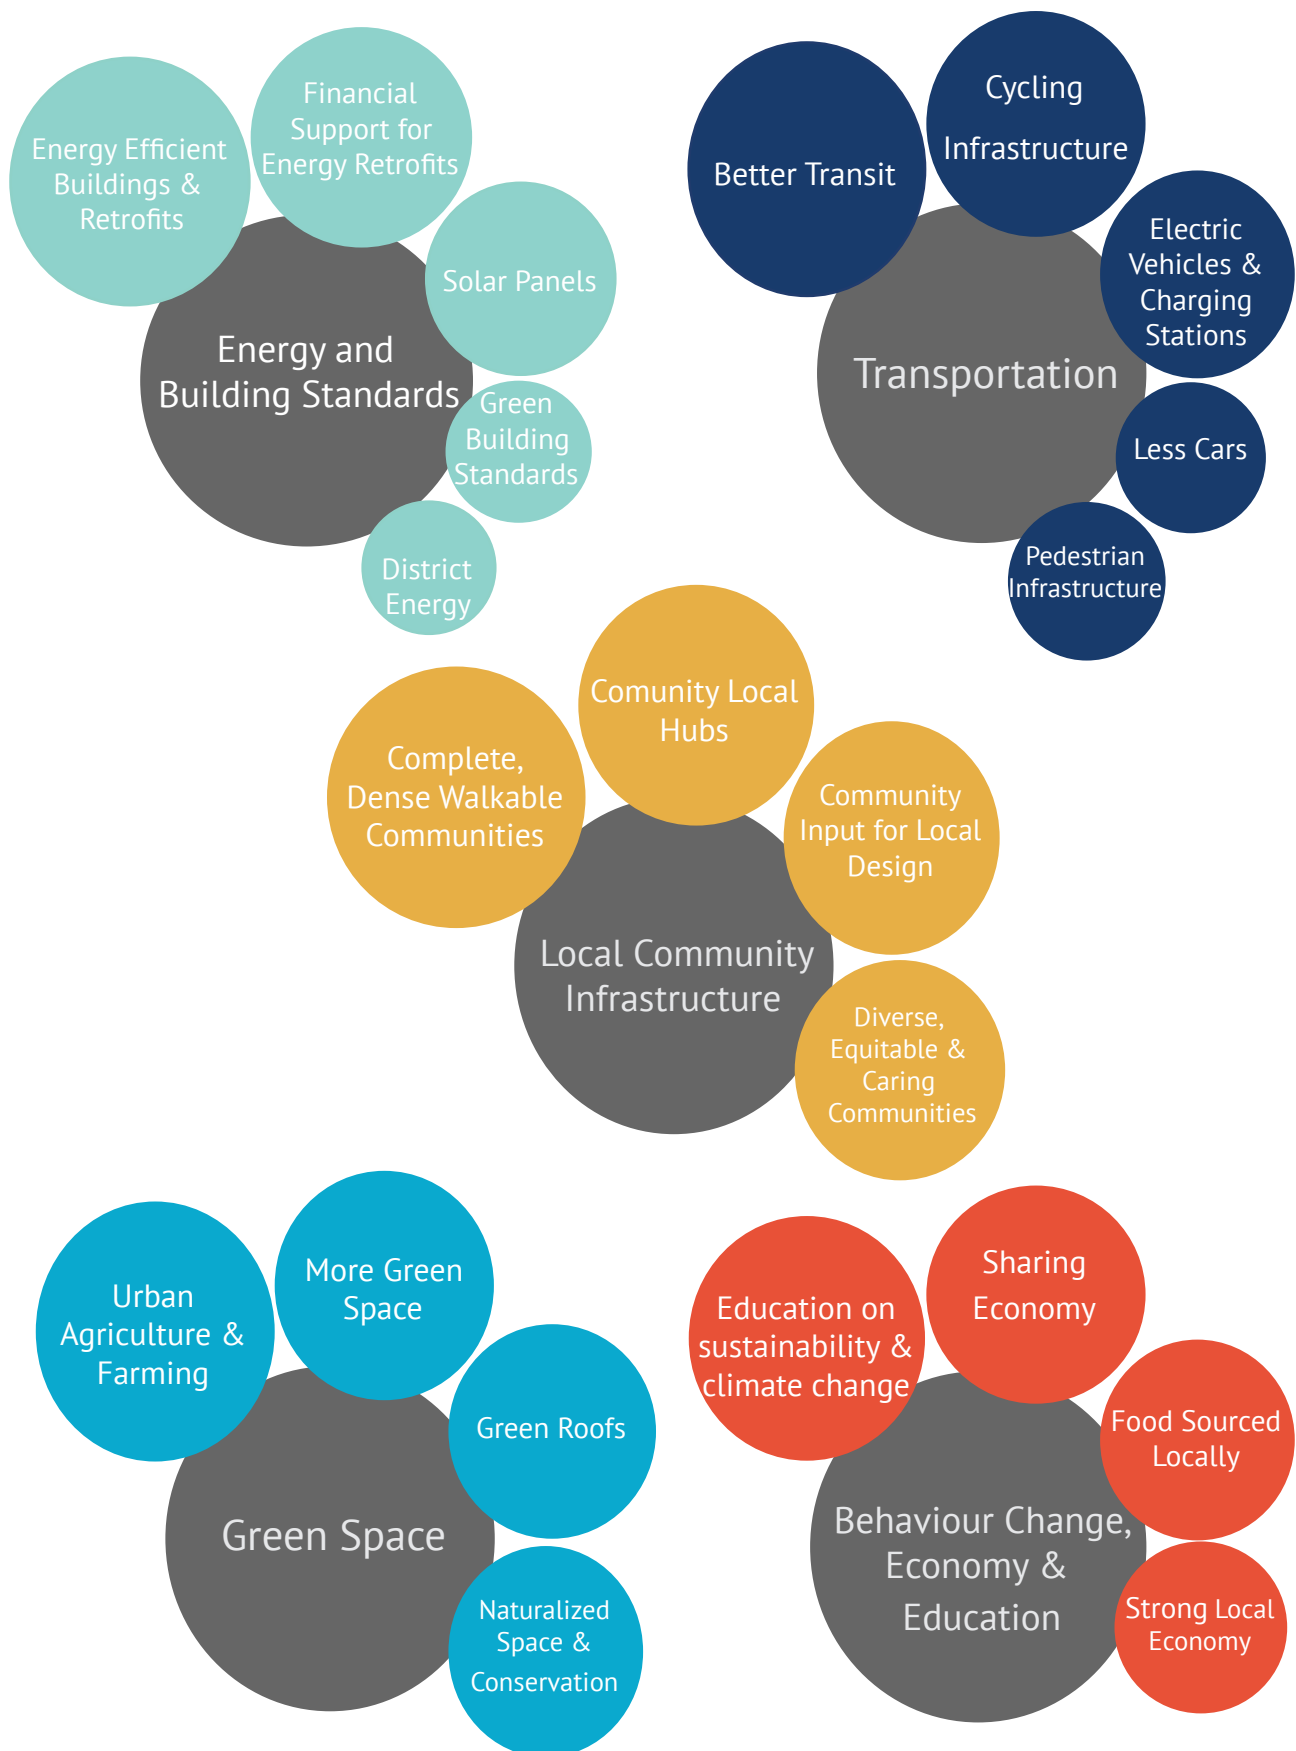 Energy Efficient
Buildings &
Retrofits
Financial
Support for
Energy Retrofits
Solar Panels
Green
Building
Standards
District
Energy
Energy and
Building Standards
Better Transit
Cycling
Infrastructure
Electric
Vehicles &
Charging
Stations
Less Cars
Pedestrian
Infrastructure
Transportation
Complete,
Dense Walkable
Communities
Comunity Local
Hubs
Community
Input for Local
Design
Diverse,
Equitable &
Caring
Communities
Local Community
Infrastructure
Urban
Agriculture &
Farming
More Green
Space
Green Roofs
Naturalized
Space &
Conservation
Green Space
Education on
sustainability &
climate change
Sharing
Economy
Food Sourced
Locally
Strong Local
Economy
Behaviour Change,
Economy &
Education